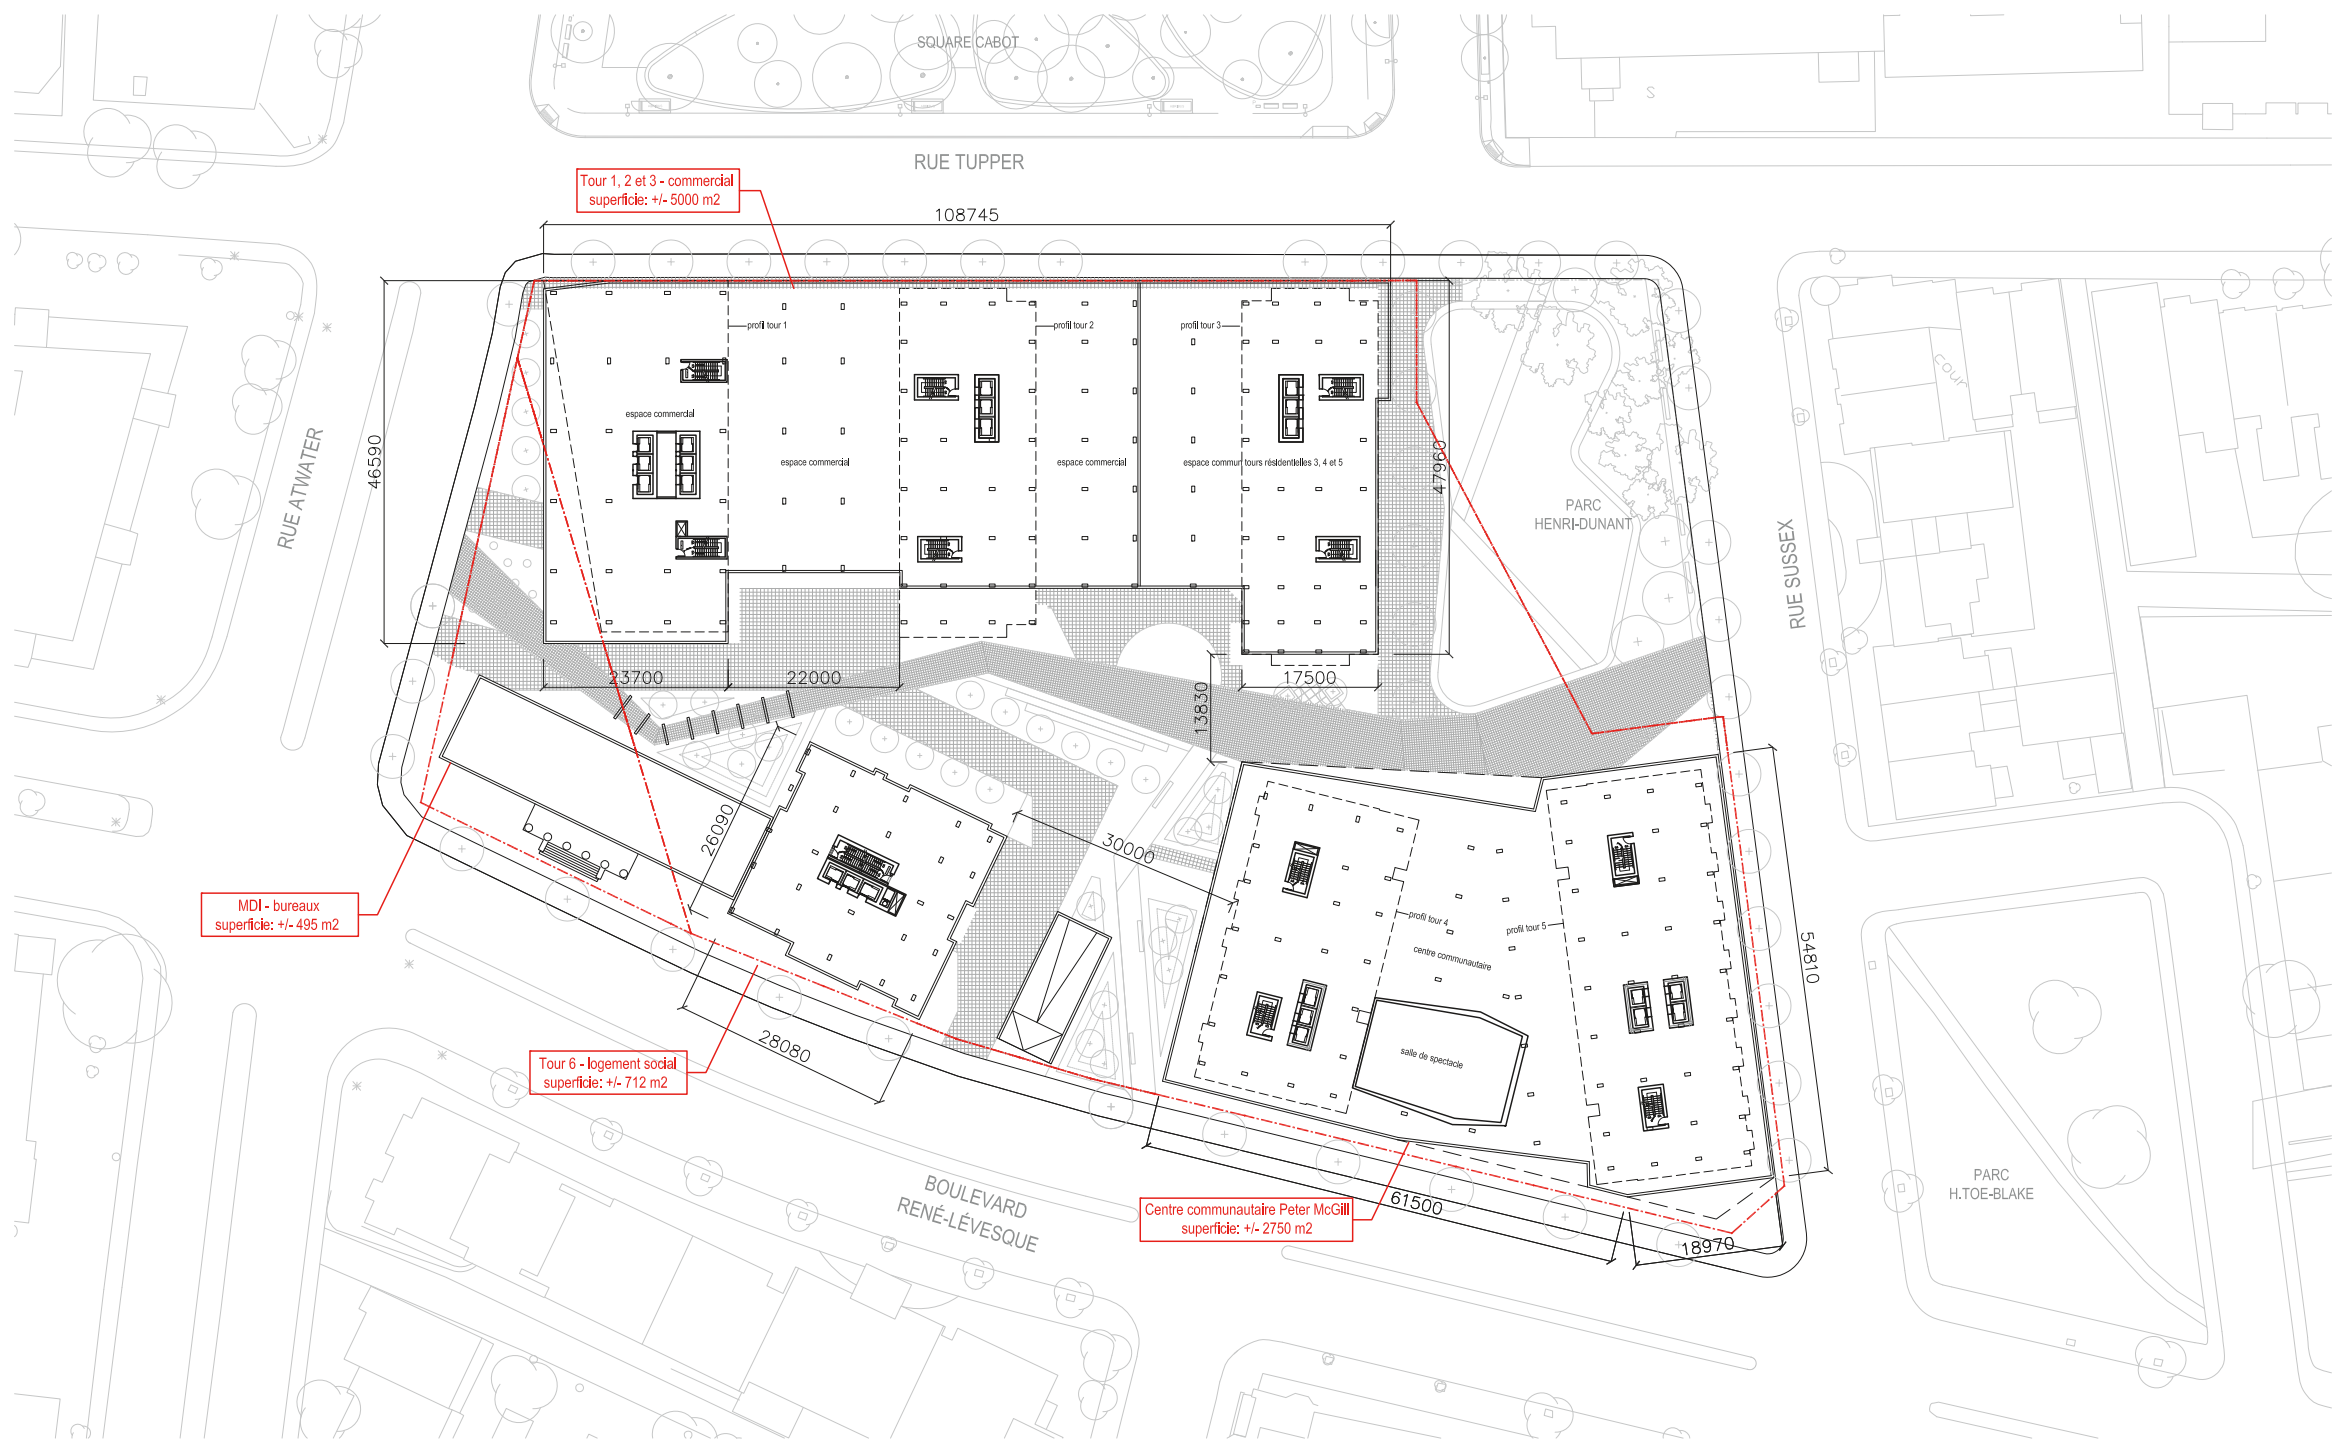 SQUARE CABOT
S
RUE TUPPER
Tour 1, 2 et 3 - commercial
superficie: +/- 5000 m2
108745
profil tour 1
profil tour 2
profil tour 3
cour
espace commercial
espace commercial
espace commercial
espace commun tours résidentielles 3, 4 et 5
46590
47960
RUE ATWATER
PARC
HENRI-DUNANT
RUE SUSSEX
23700
22000
17500
13830
26090
30000
MDI - bureaux
superficie: +/- 495 m2
profil tour 4
profil tour 5
centre communautaire
54810
28080
salle de spectacle
Tour 6 - logement social
superficie: +/- 712 m2
BOULEVARD
RENÉ-LÉVESQUE
Centre communautaire Peter McGill
superficie: +/- 2750 m2
61500
18970
PARC
H.TOE-BLAKE